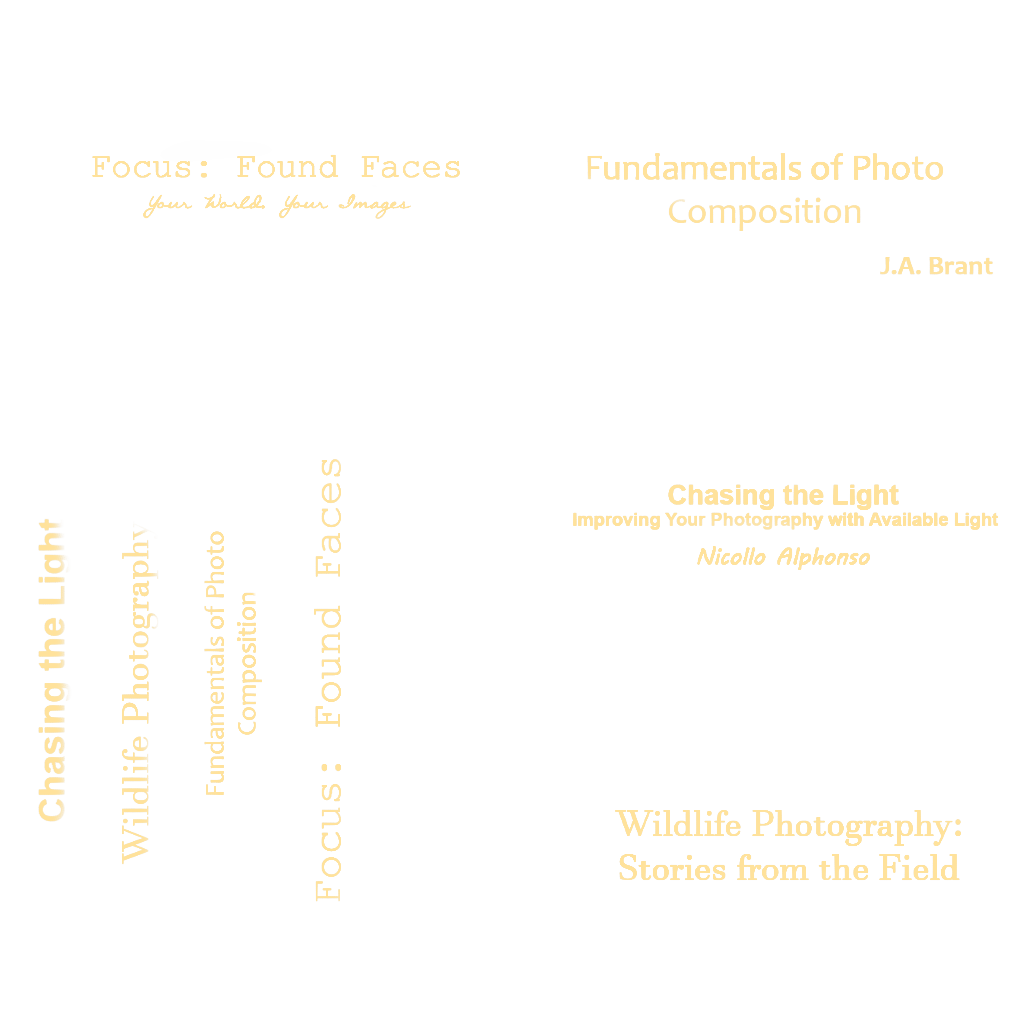 Focus: Found Faces
Your World, Your Images
Fundamentals of Photo
Composition
J.A. Brant
Chasing the Light
Improving Your Photography with Available Light
Nicollo Alphonso
Wildlife Photography:
Stories from the Field
Chasing the Light
Wildlife Photography
Fundamentals of Photo
Composition
Focus: Found Faces